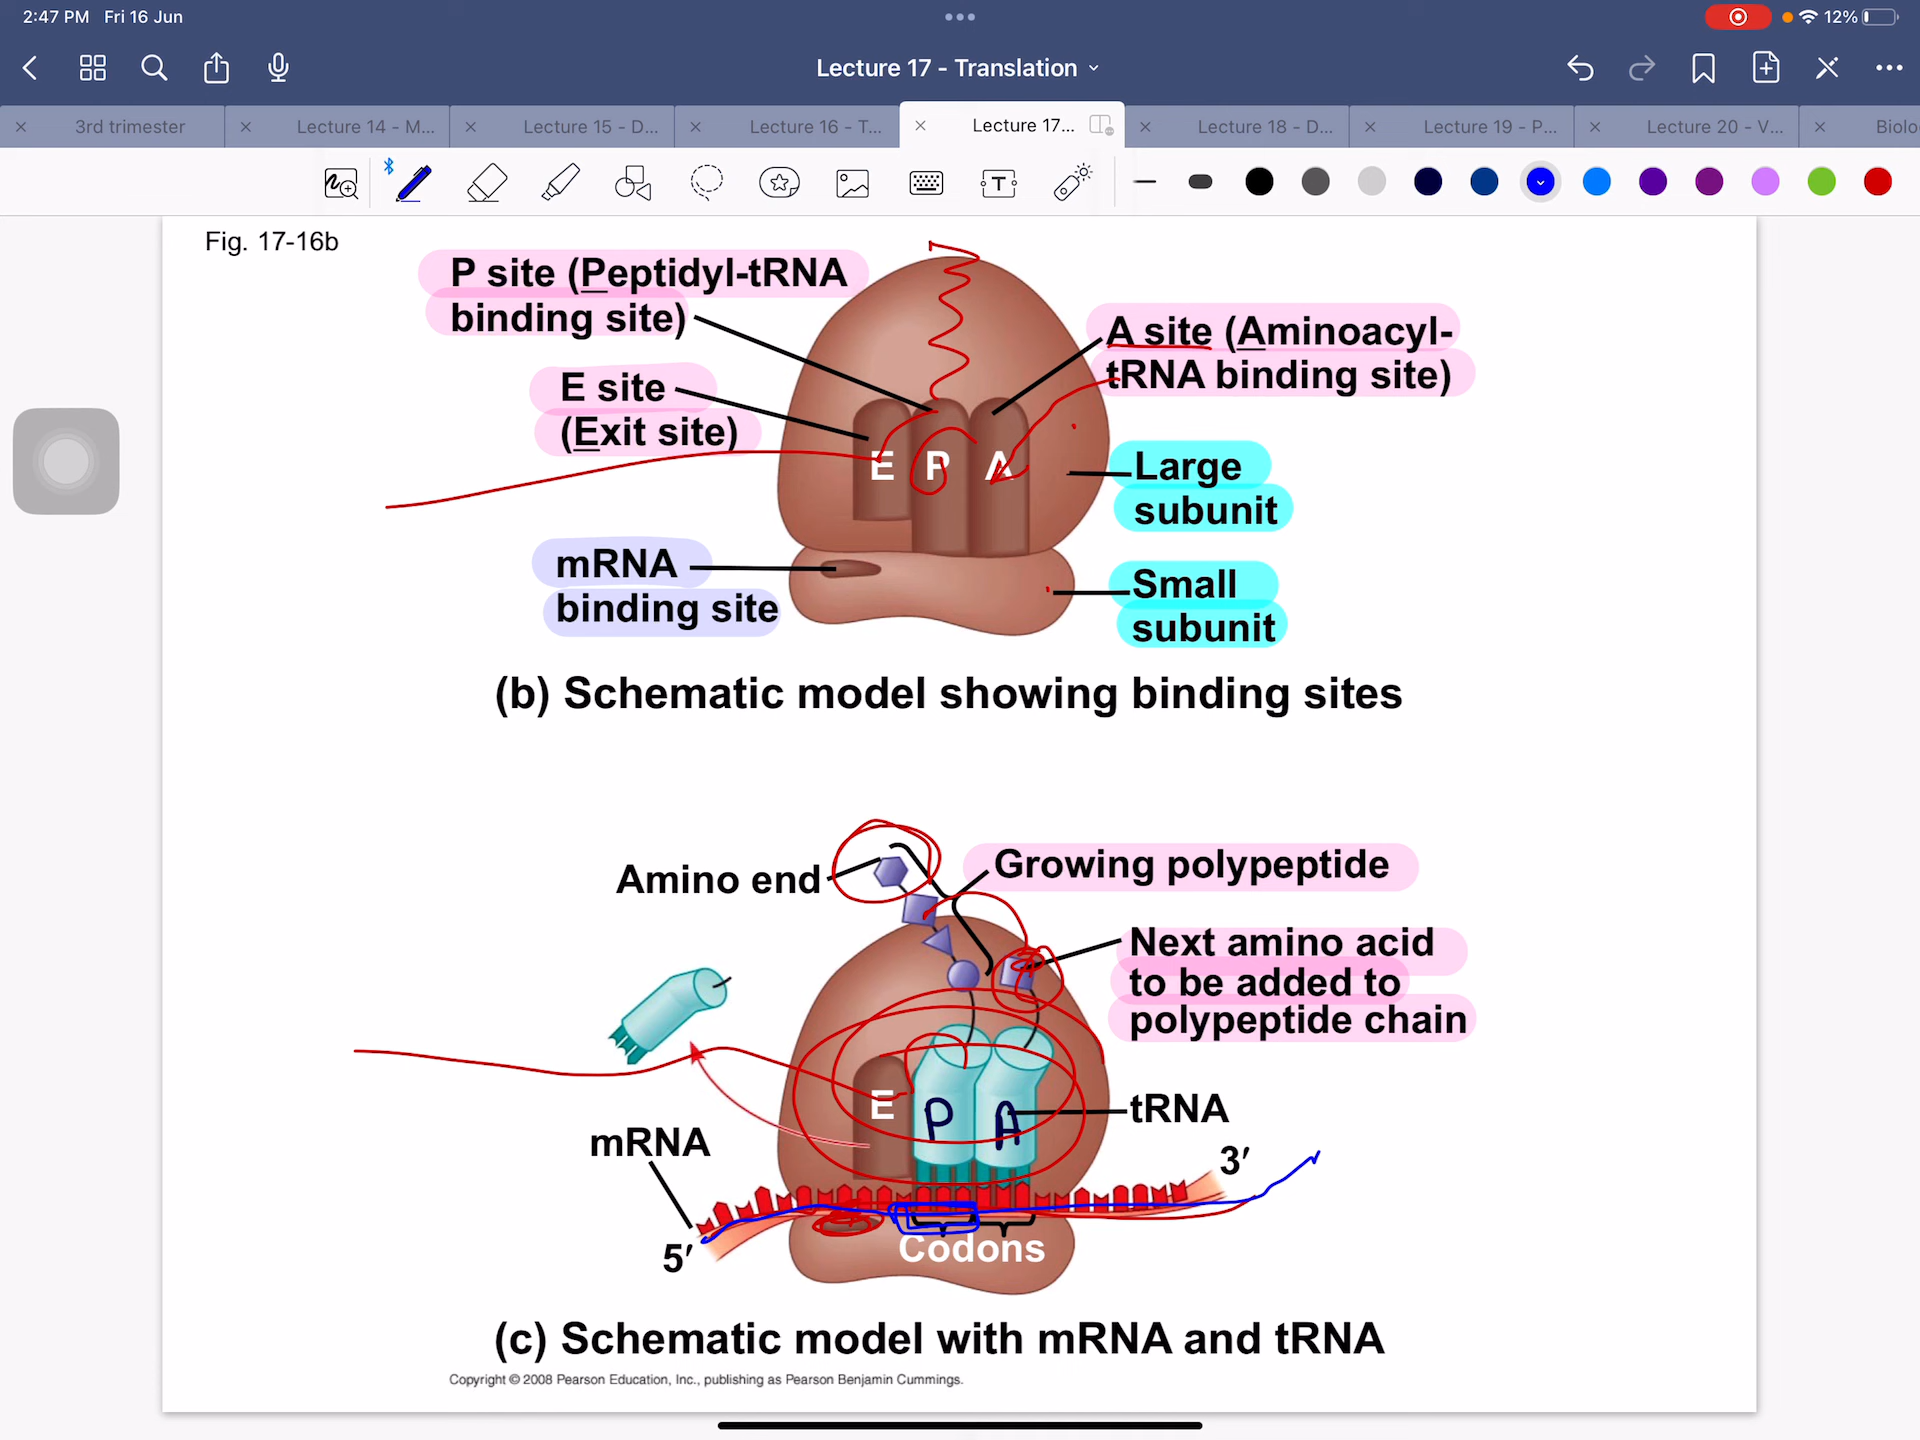 2:47 PM Fri 16 Jun
12%
Lecture 17 - Translation
3rd trimester
Lecture 14 - M...
Lecture 15 - D...
Lecture 16 - T...
Lecture 17...
Lecture 18 - D...
Lecture 19 - P...
Lecture 20 - V...
Biolo
T
Fig. 17-16b
P site (Peptidyl-tRNA
binding site)
A site (Aminoacyl-
tRNA binding site)
E site
(Exit site)
E P A
Large
subunit
mRNA
binding site
Small
subunit
(b) Schematic model showing binding sites
Amino end
Growing polypeptide
Next amino acid
to be added to
polypeptide chain
E P A
tRNA
mRNA
3′
5′
Codons
(c) Schematic model with mRNA and tRNA
Copyright © 2008 Pearson Education, Inc., publishing as Pearson Benjamin Cummings.